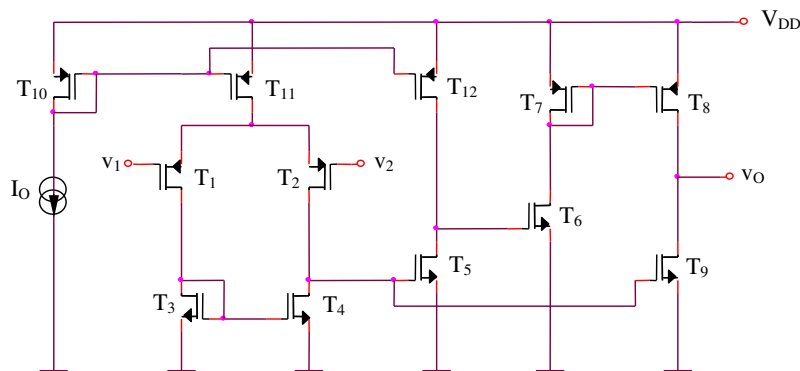 V_DD
T_10
T_11
T_12
T_7
T_8
v_1
T_1
T_2
v_2
v_O
I_O
T_6
T_5
T_9
T_3
T_4